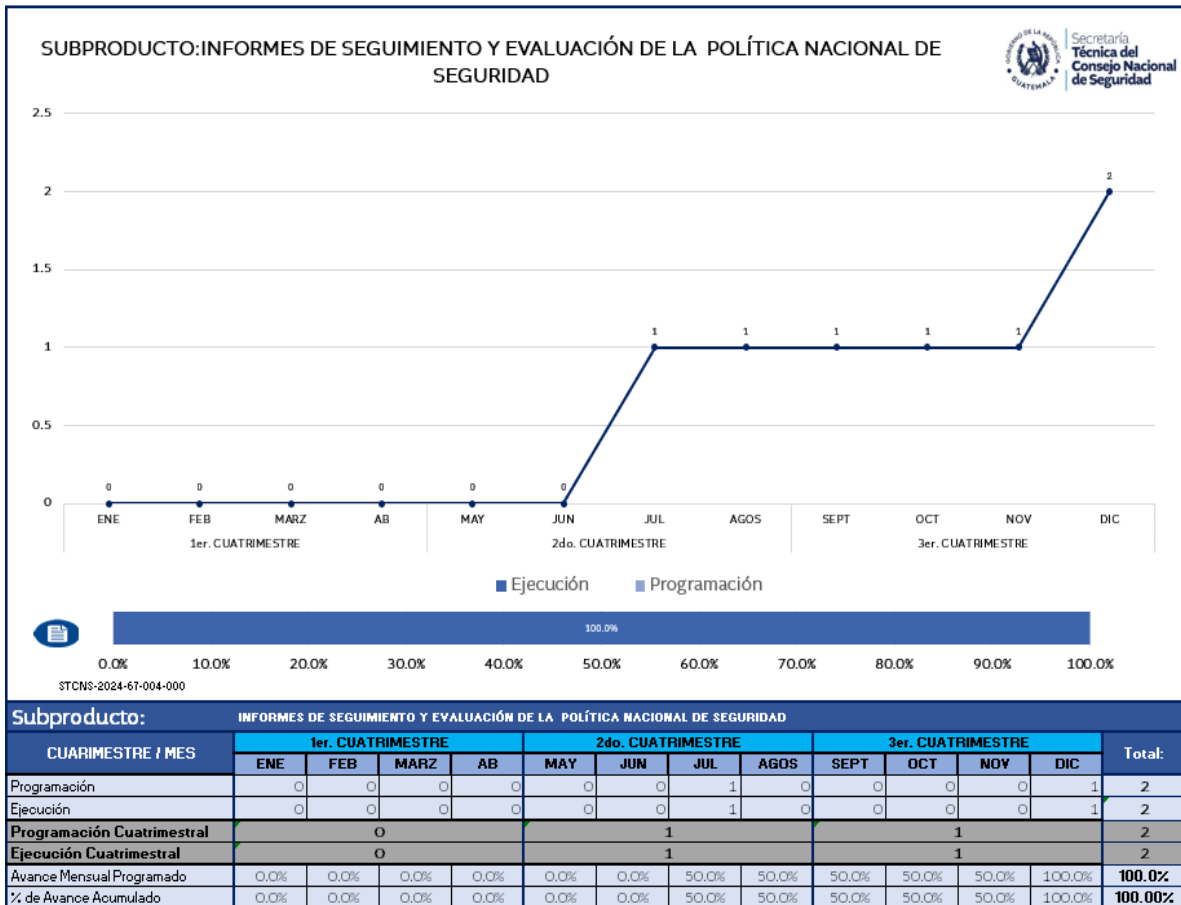 SUBPRODUCTO:INFORMES DE SEGUIMIENTO Y EVALUACIÓN DE LA POLÍTICA NACIONAL DE
SEGURIDAD
GOBIERNO DE LA REPÚBLICA
GUATEMALA
Secretaría
Técnica del
Consejo Nacional
de Seguridad
2.5
2
1.5
1
0.5
0
0 0 0 0 0 0 1 1 1 1 1 2
ENE FEB MARZ AB MAY JUN JUL AGOS SEPT OCT NOV DIC
1er. CUATRIMESTRE 2do. CUATRIMESTRE 3er. CUATRIMESTRE
Ejecución Programación
100.0%
0.0% 10.0% 20.0% 30.0% 40.0% 50.0% 60.0% 70.0% 80.0% 90.0% 100.0%
STCNS-2024-67-004-000
Subproducto: INFORMES DE SEGUIMIENTO Y EVALUACIÓN DE LA POLÍTICA NACIONAL DE SEGURIDAD
CUARIMESTRE / MES 1er. CUATRIMESTRE 2do. CUATRIMESTRE 3er. CUATRIMESTRE Total:
ENE FEB MARZ AB MAY JUN JUL AGOS SEPT OCT NOV DIC
Programación 0 0 0 0 0 0 1 0 0 0 0 1 2
Ejecución 0 0 0 0 0 0 1 0 0 0 0 1 2
Programación Cuatrimestral 0 1 1 2
Ejecución Cuatrimestral 0 1 1 2
Avance Mensual Programado 0.0% 0.0% 0.0% 0.0% 0.0% 0.0% 50.0% 50.0% 50.0% 50.0% 50.0% 100.0% 100.0%
% de Avance Acumulado 0.0% 0.0% 0.0% 0.0% 0.0% 0.0% 50.0% 50.0% 50.0% 50.0% 50.0% 100.0% 100.00%